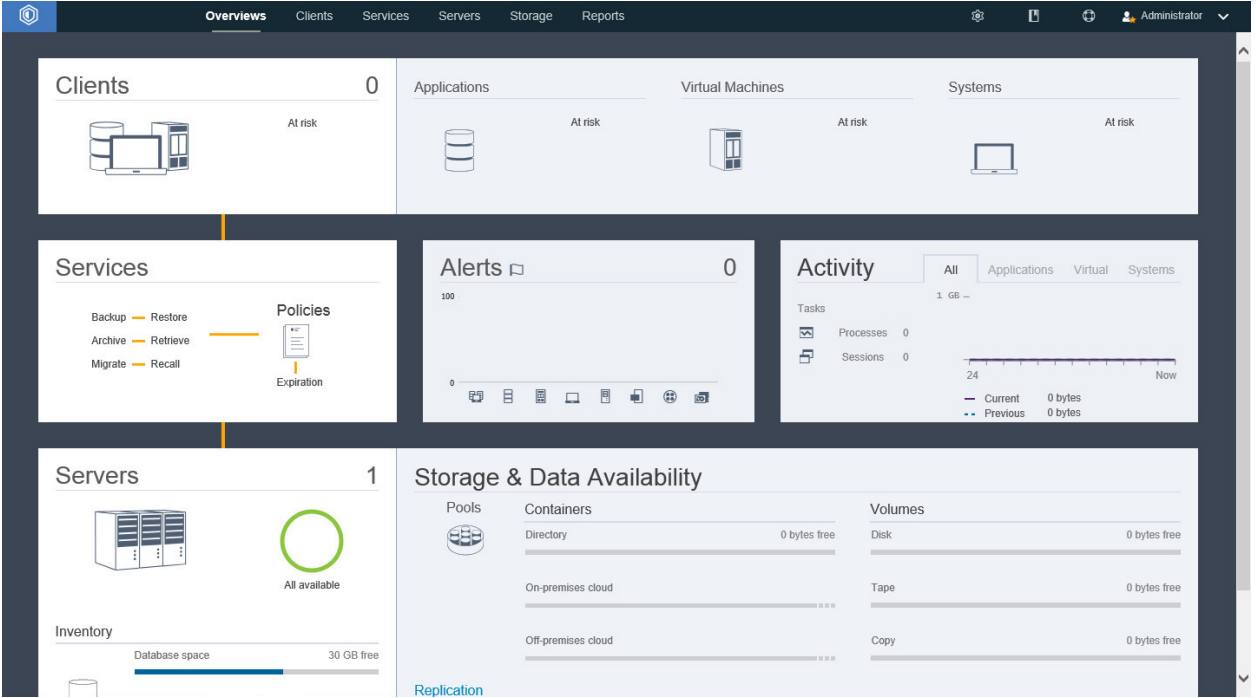 Overviews Clients Services Servers Storage Reports Administrator
Clients 0
At risk
Applications
At risk
Virtual Machines
At risk
Systems
At risk
Services
Backup Restore
Archive Retrieve
Migrate Recall
Policies
Expiration
Alerts 0
100
0
Activity
All Applications Virtual Systems
Tasks
Processes 0
Sessions 0
1 GB
24 Now
Current 0 bytes
Previous 0 bytes
Servers 1
All available
Inventory
Database space 30 GB free
Storage & Data Availability
Pools
Containers
Directory 0 bytes free
On-premises cloud
Off-premises cloud
Volumes
Disk 0 bytes free
Tape 0 bytes free
Copy 0 bytes free
Replication